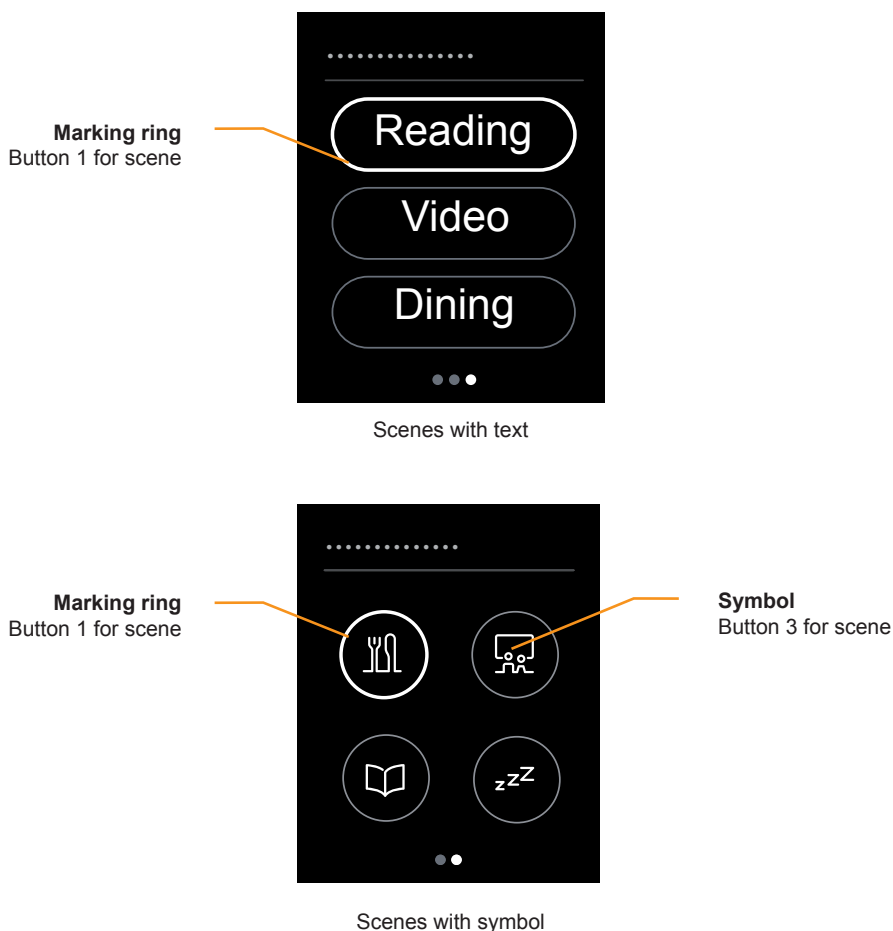 Marking ring
Button 1 for scene
Reading
Video
Dining
Scenes with text
Marking ring
Button 1 for scene
Symbol
Button 3 for scene
zzZ
Scenes with symbol